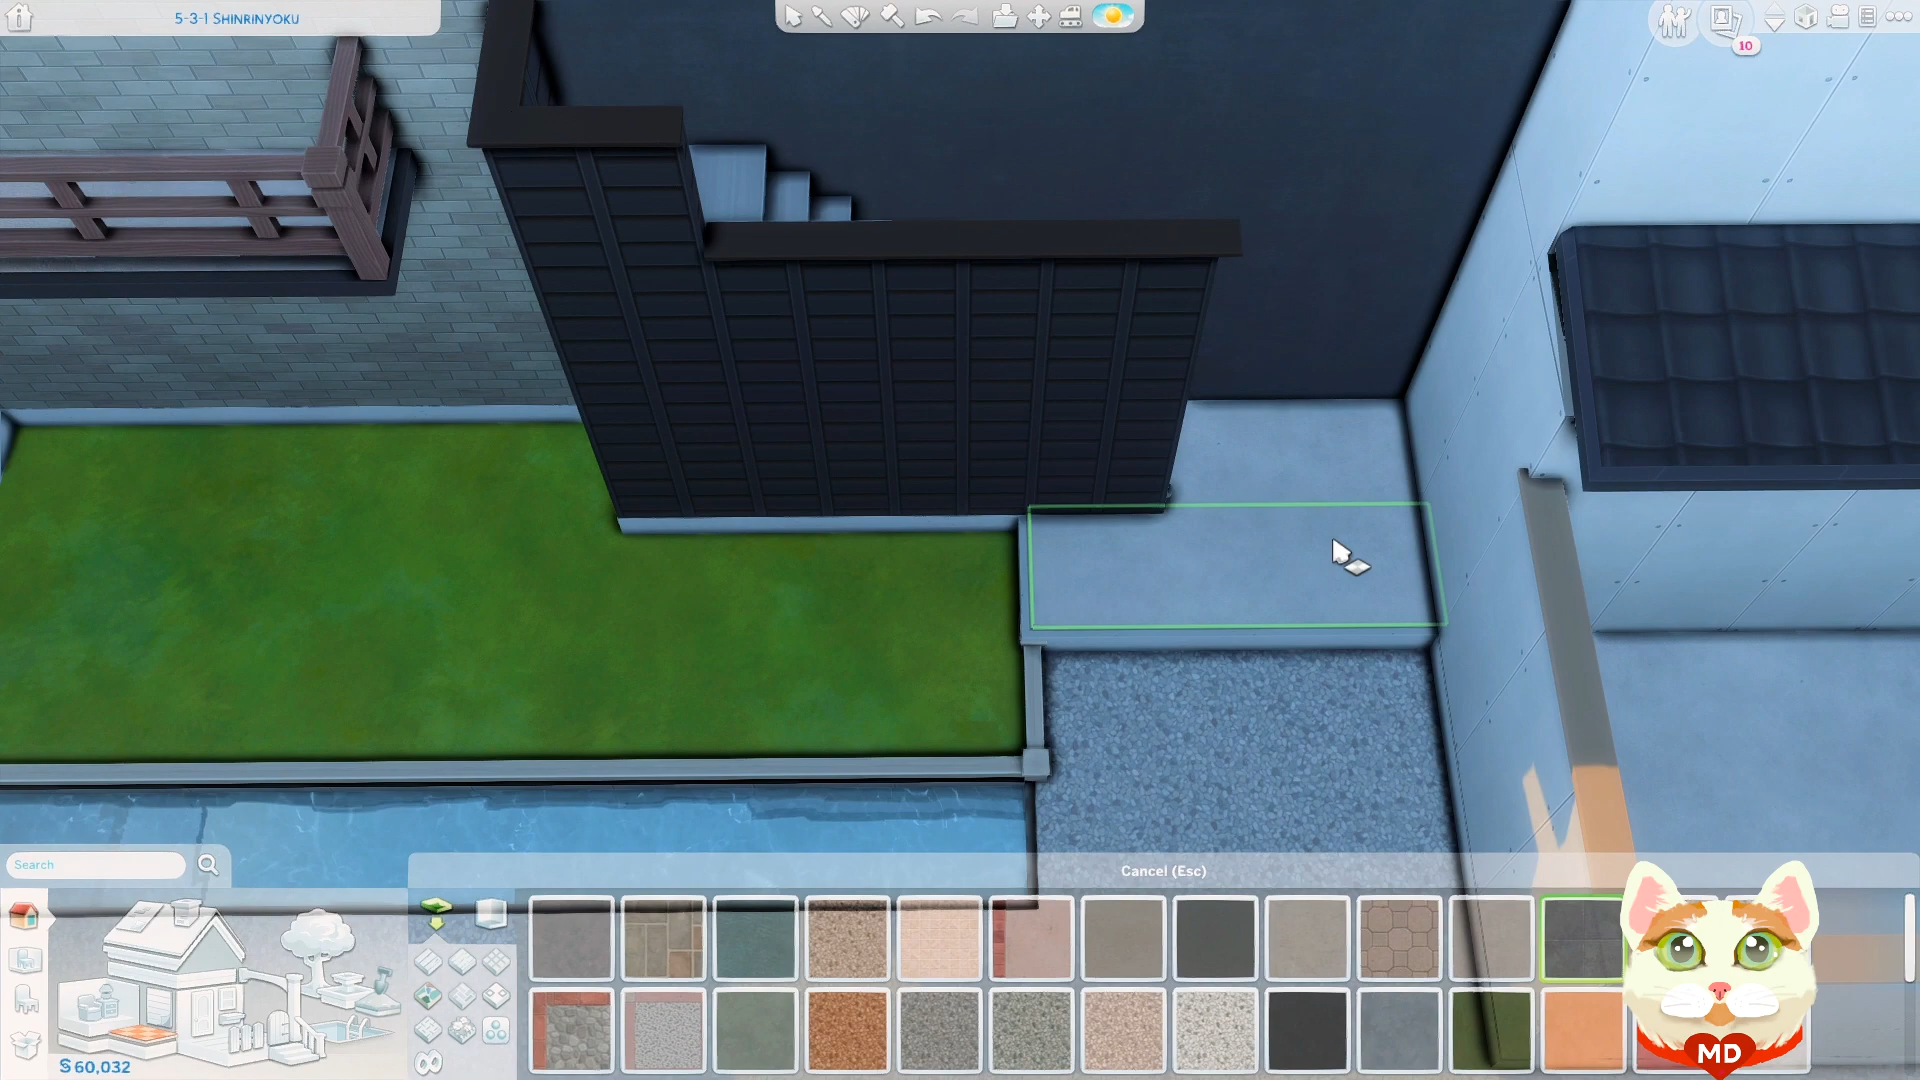 5-3-1 SHINRINYOKU
10
Search
Cancel (Esc)
§60,032
MD